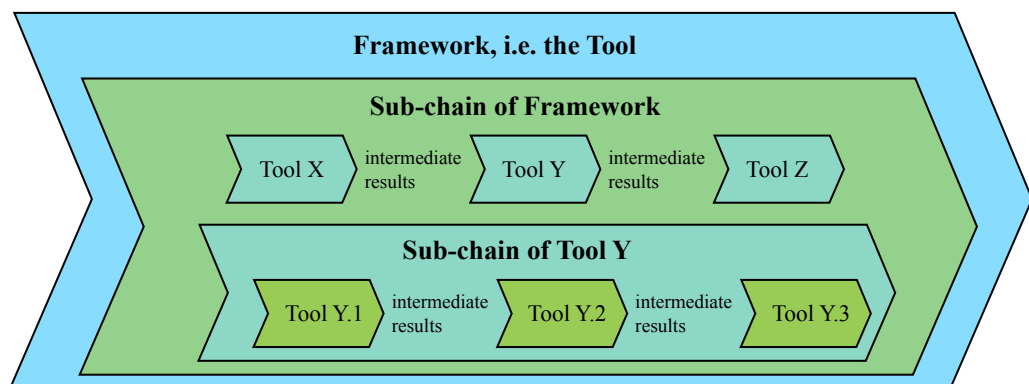 Framework, i.e. the Tool
Sub-chain of Framework
Tool X
intermediate
results
Tool Y
intermediate
results
Tool Z
Sub-chain of Tool Y
Tool Y.1
intermediate
results
Tool Y.2
intermediate
results
Tool Y.3